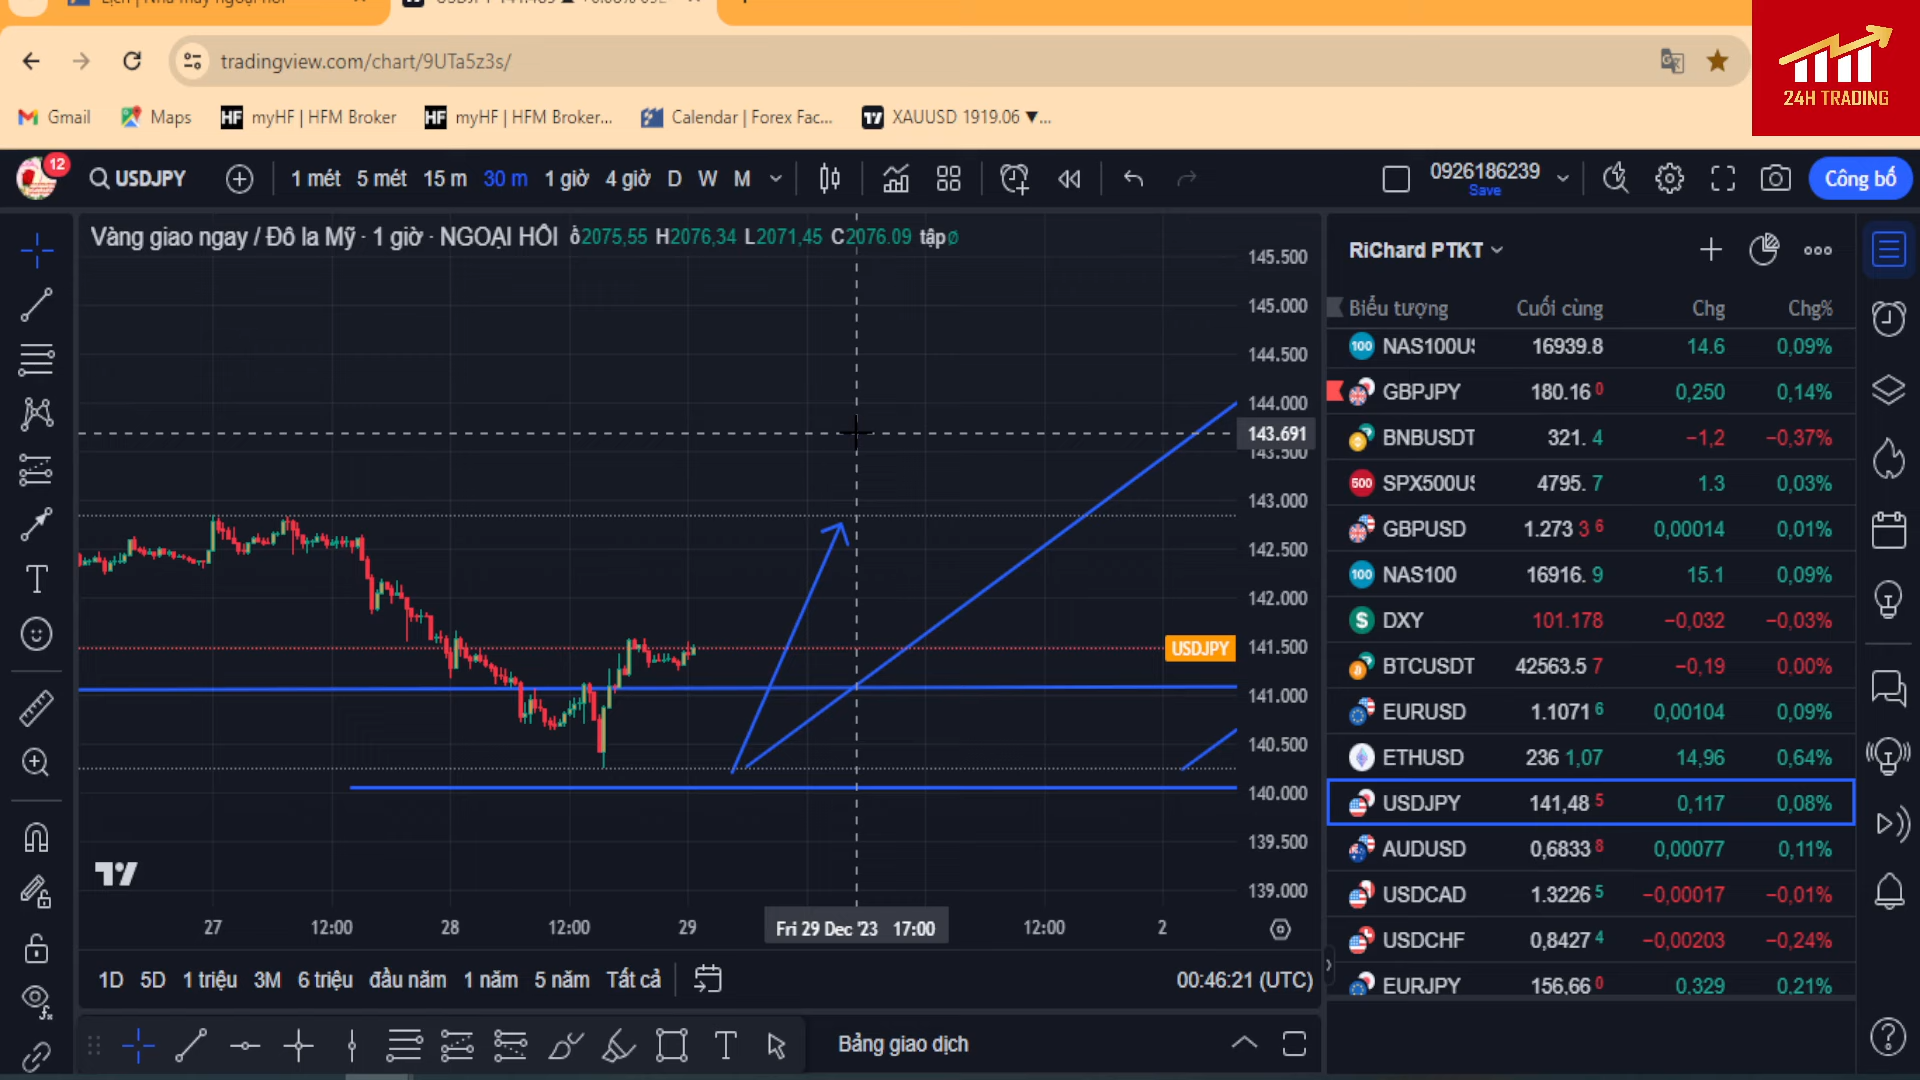 tradingview.com/chart/9UTa5z3s/
24H TRADING
Gmail
Maps
HF myHF | HFM Broker
HF myHF | HFM Broker...
Calendar | Forex Fac...
XAUUSD 1919.06 ▼...
12
USDJPY
1 mét 5 mét 15 m 30 m 1 giờ 4 giờ D W M
0926186239
Save
Công bố
Vàng giao ngay / Đô la Mỹ · 1 giờ · NGOẠI HỐI ô2075,55 H2076,34 L2071,45 C2076.09 tập∅
145.500
145.000
144.500
144.000
143.691
143.500
143.000
142.500
142.000
USDJPY 141.500
141.000
140.500
140.000
139.500
139.000
27 12:00 28 12:00 29 Fri 29 Dec '23 17:00 12:00 2
1D 5D 1 triệu 3M 6 triệu đầu năm 1 năm 5 năm Tất cả
00:46:21 (UTC)
Bảng giao dịch
RiChard PTKT
Biểu tượng Cuối cùng Chg Chg%
100 NAS100US 16939.8 14.6 0,09%
GBPJPY 180.16 0 0,250 0,14%
BNBUSDT 321. 4 −1,2 −0,37%
500 SPX500US 4795. 7 1.3 0,03%
GBPUSD 1.273 3 6 0,00014 0,01%
100 NAS100 16916. 9 15.1 0,09%
DXY 101.178 −0,032 −0,03%
BTCUSDT 42563.5 7 −0,19 0,00%
EURUSD 1.1071 6 0,00104 0,09%
ETHUSD 236 1,07 14,96 0,64%
USDJPY 141,48 5 0,117 0,08%
AUDUSD 0,6833 8 0,00077 0,11%
USDCAD 1.3226 5 −0,00017 −0,01%
USDCHF 0,8427 4 −0,00203 −0,24%
EURJPY 156,66 0 0,329 0,21%